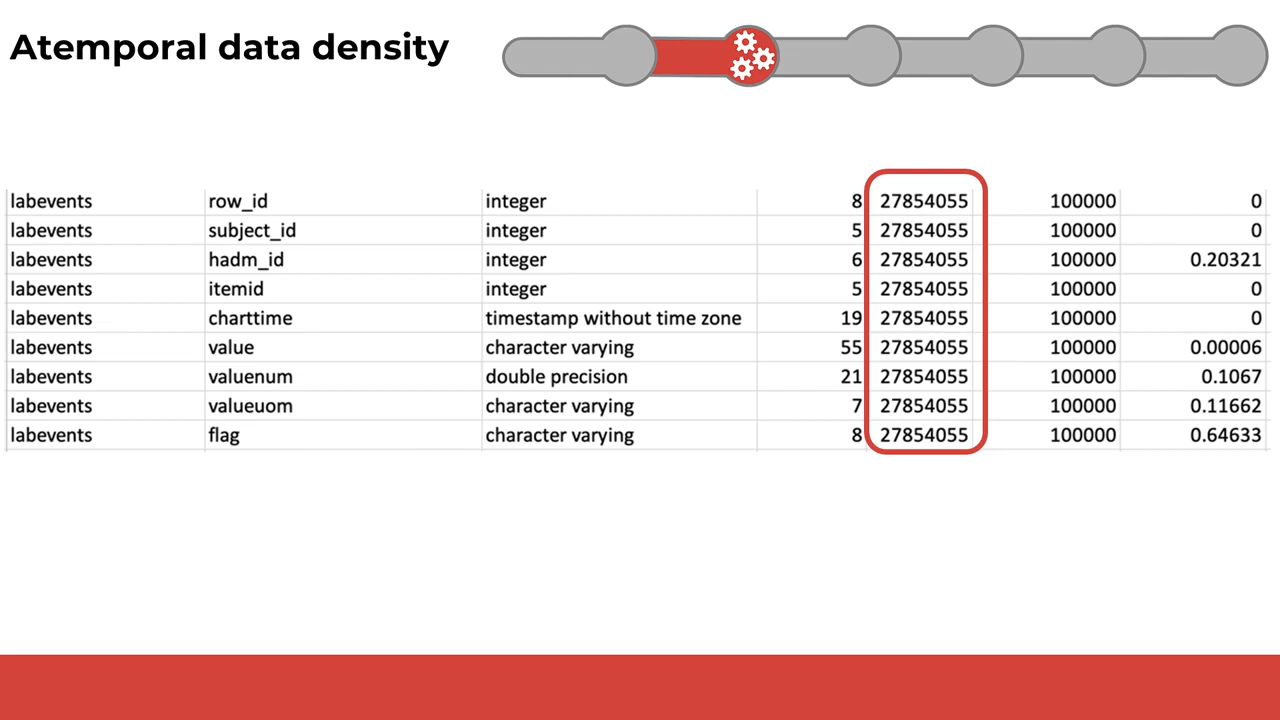 Atemporal data density
labevents row_id integer 8 27854055 100000 0
labevents subject_id integer 5 27854055 100000 0
labevents hadm_id integer 6 27854055 100000 0.20321
labevents itemid integer 5 27854055 100000 0
labevents charttime timestamp without time zone 19 27854055 100000 0
labevents value character varying 55 27854055 100000 0.00006
labevents valuenum double precision 21 27854055 100000 0.1067
labevents valueuom character varying 7 27854055 100000 0.11662
labevents flag character varying 8 27854055 100000 0.64633